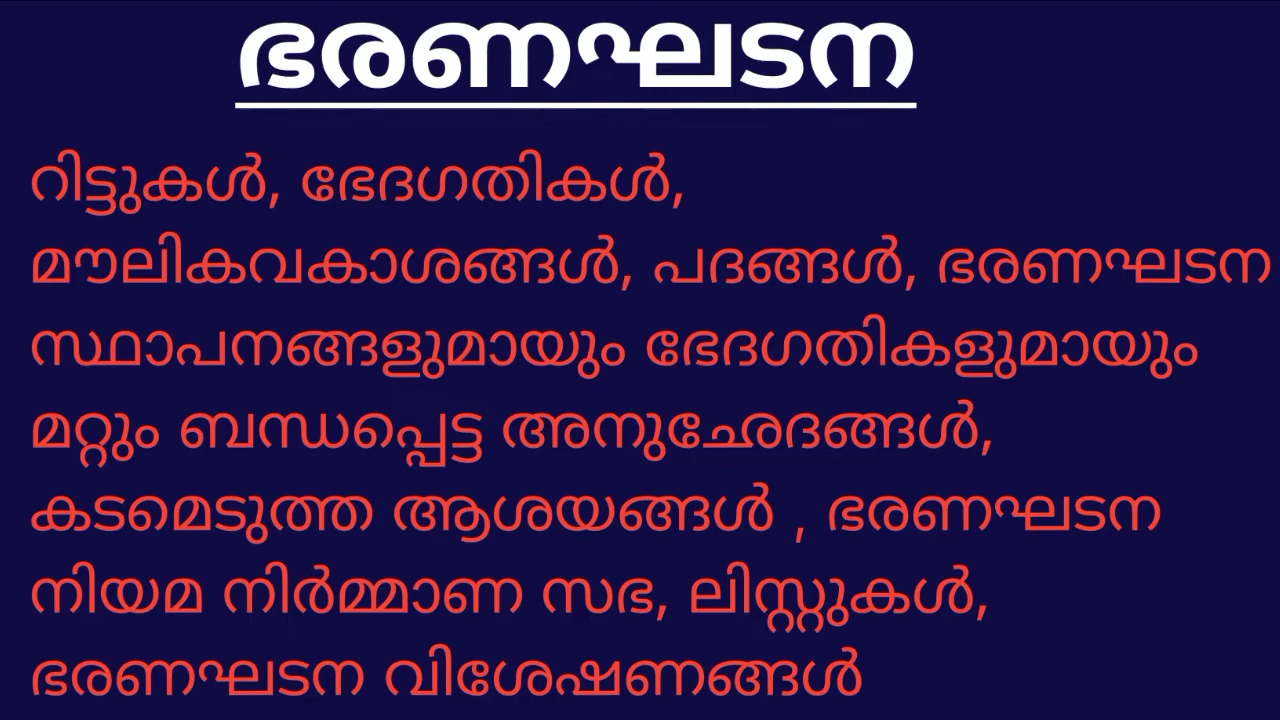 ഭരണഘടന
റിട്ടുകൾ, ഭേദഗതികൾ,
മൗലികവകാശങ്ങൾ, പദങ്ങൾ, ഭരണഘടന
സ്ഥാപനങ്ങളുമായും ഭേദഗതികളുമായും
മറ്റും ബന്ധപ്പെട്ട അനുഛേദങ്ങൾ,
കടമെടുത്ത ആശയങ്ങൾ , ഭരണഘടന
നിയമ നിർമ്മാണ സഭ, ലിസ്റ്റുകൾ,
ഭരണഘടന വിശേഷണങ്ങൾ